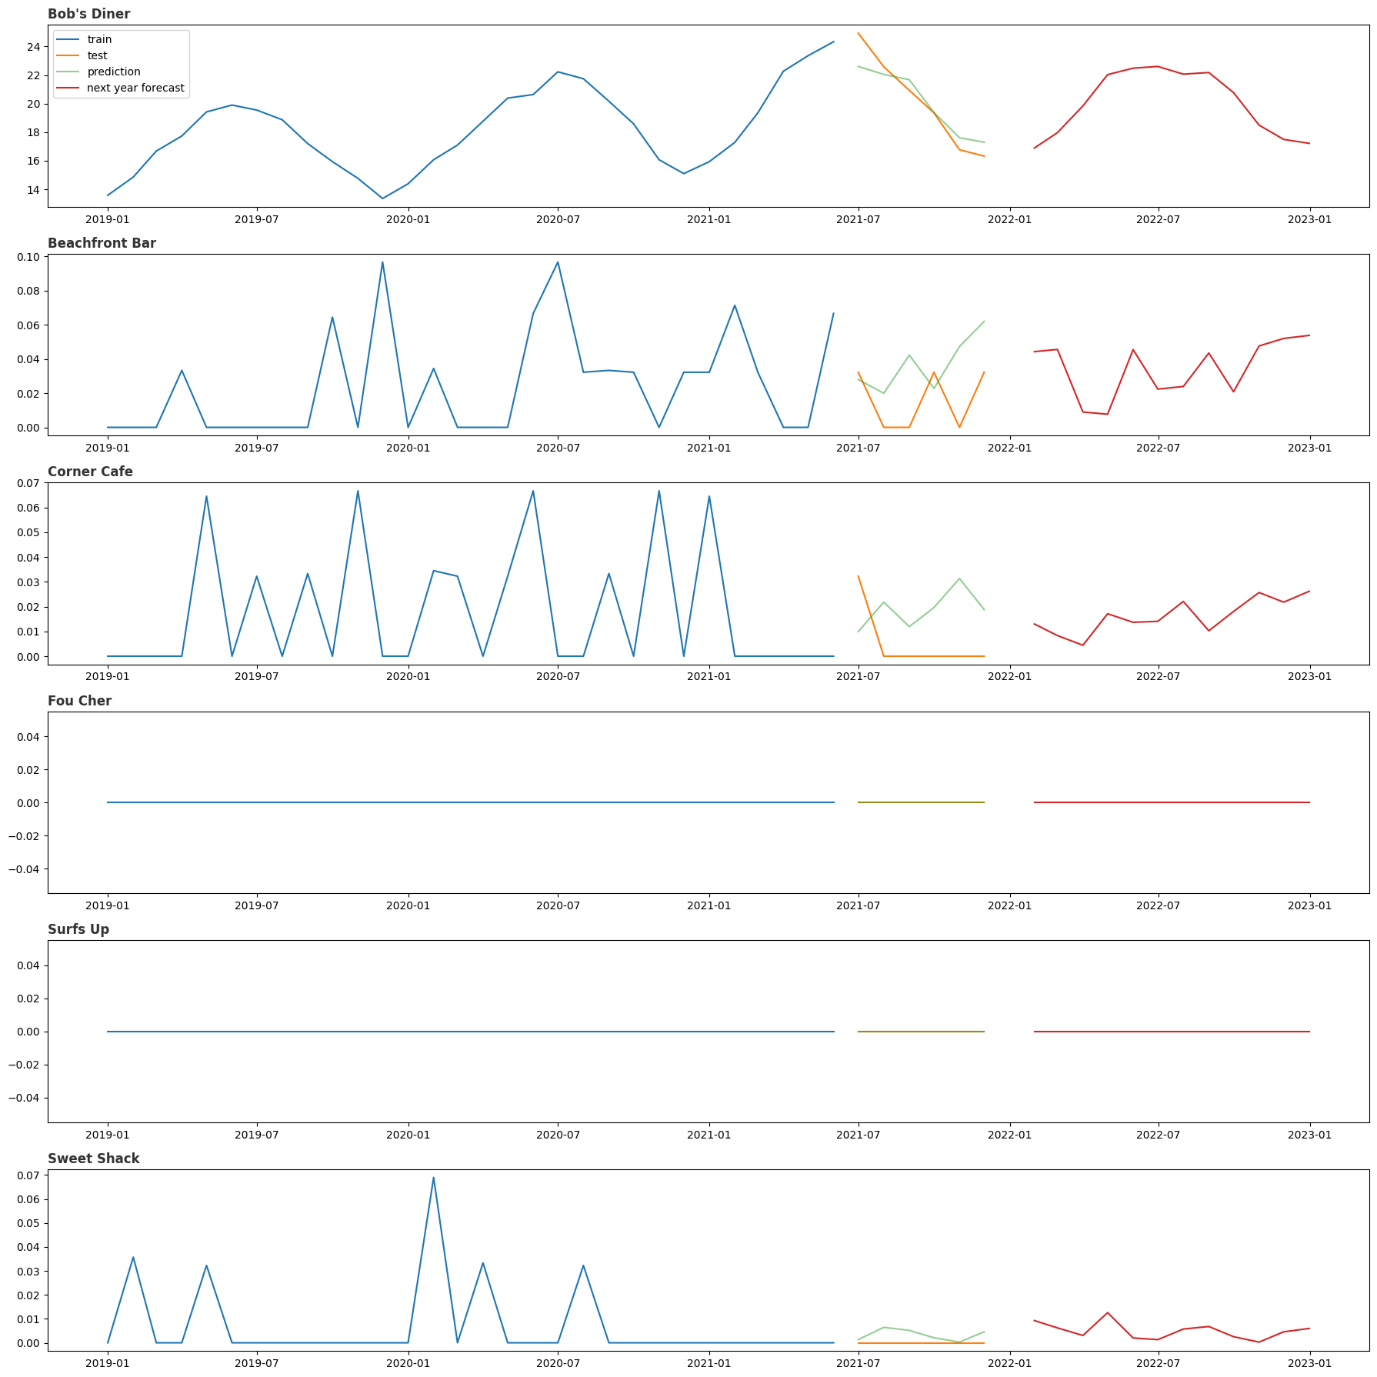 Bob's Diner
24
22
20
18
16
14
train
test
prediction
next year forecast
2019-01 2019-07 2020-01 2020-07 2021-01 2021-07 2022-01 2022-07 2023-01
Beachfront Bar
0.10
0.08
0.06
0.04
0.02
0.00
2019-01 2019-07 2020-01 2020-07 2021-01 2021-07 2022-01 2022-07 2023-01
Corner Cafe
0.07
0.06
0.05
0.04
0.03
0.02
0.01
0.00
2019-01 2019-07 2020-01 2020-07 2021-01 2021-07 2022-01 2022-07 2023-01
Fou Cher
0.04
0.02
0.00
−0.02
−0.04
2019-01 2019-07 2020-01 2020-07 2021-01 2021-07 2022-01 2022-07 2023-01
Surfs Up
0.04
0.02
0.00
−0.02
−0.04
2019-01 2019-07 2020-01 2020-07 2021-01 2021-07 2022-01 2022-07 2023-01
Sweet Shack
0.07
0.06
0.05
0.04
0.03
0.02
0.01
0.00
2019-01 2019-07 2020-01 2020-07 2021-01 2021-07 2022-01 2022-07 2023-01